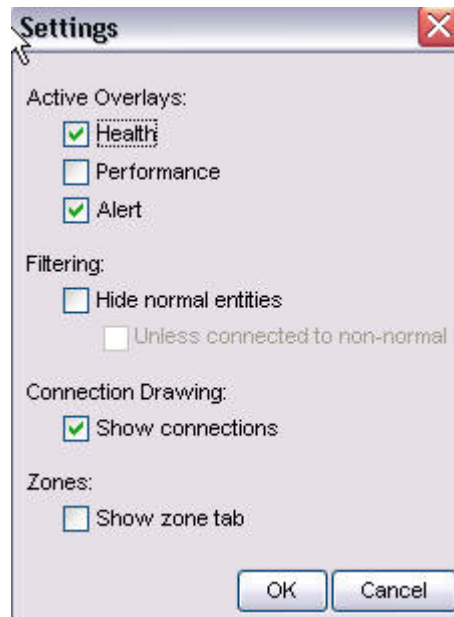 Settings
Active Overlays:
Health
Performance
Alert
Filtering:
Hide normal entities
Unless connected to non-normal
Connection Drawing:
Show connections
Zones:
Show zone tab
OK Cancel